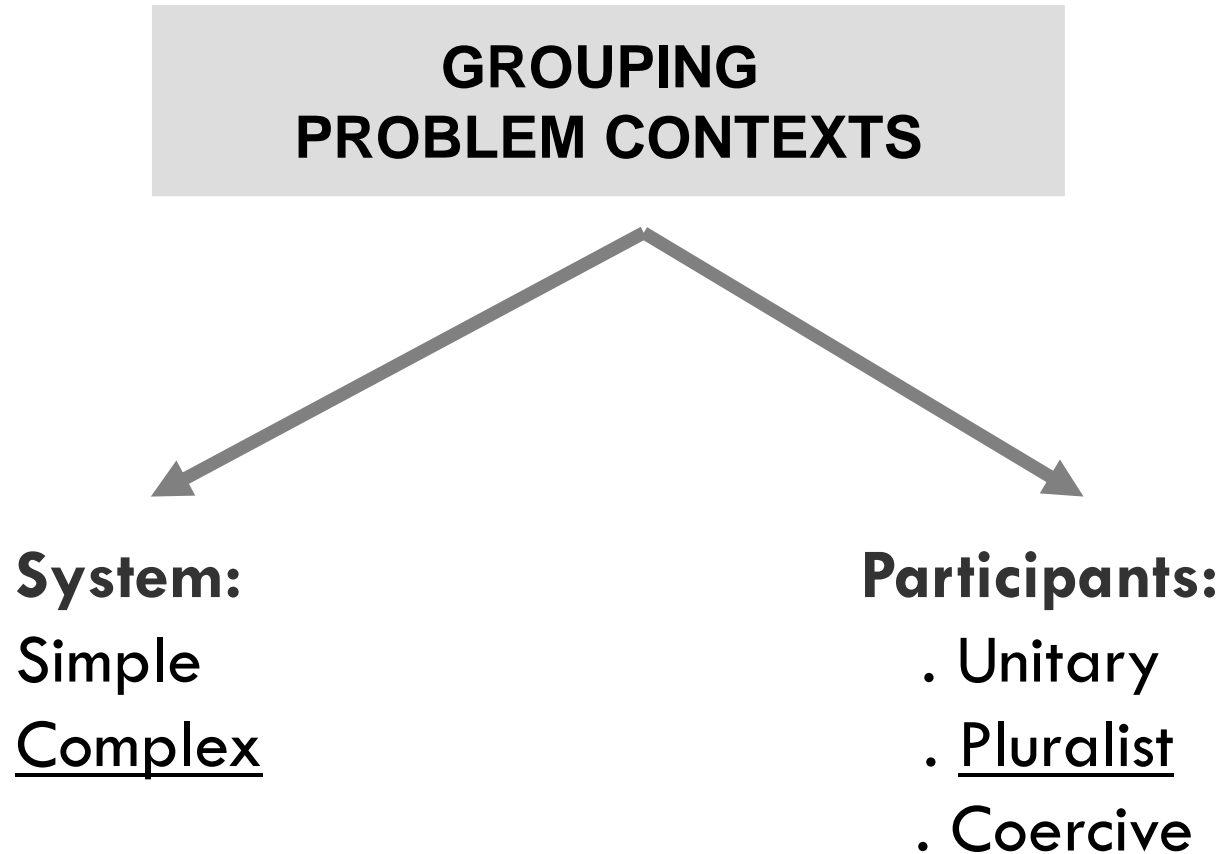 GROUPING
PROBLEM CONTEXTS
System:
Simple
Complex
Participants:
. Unitary
. Pluralist
. Coercive